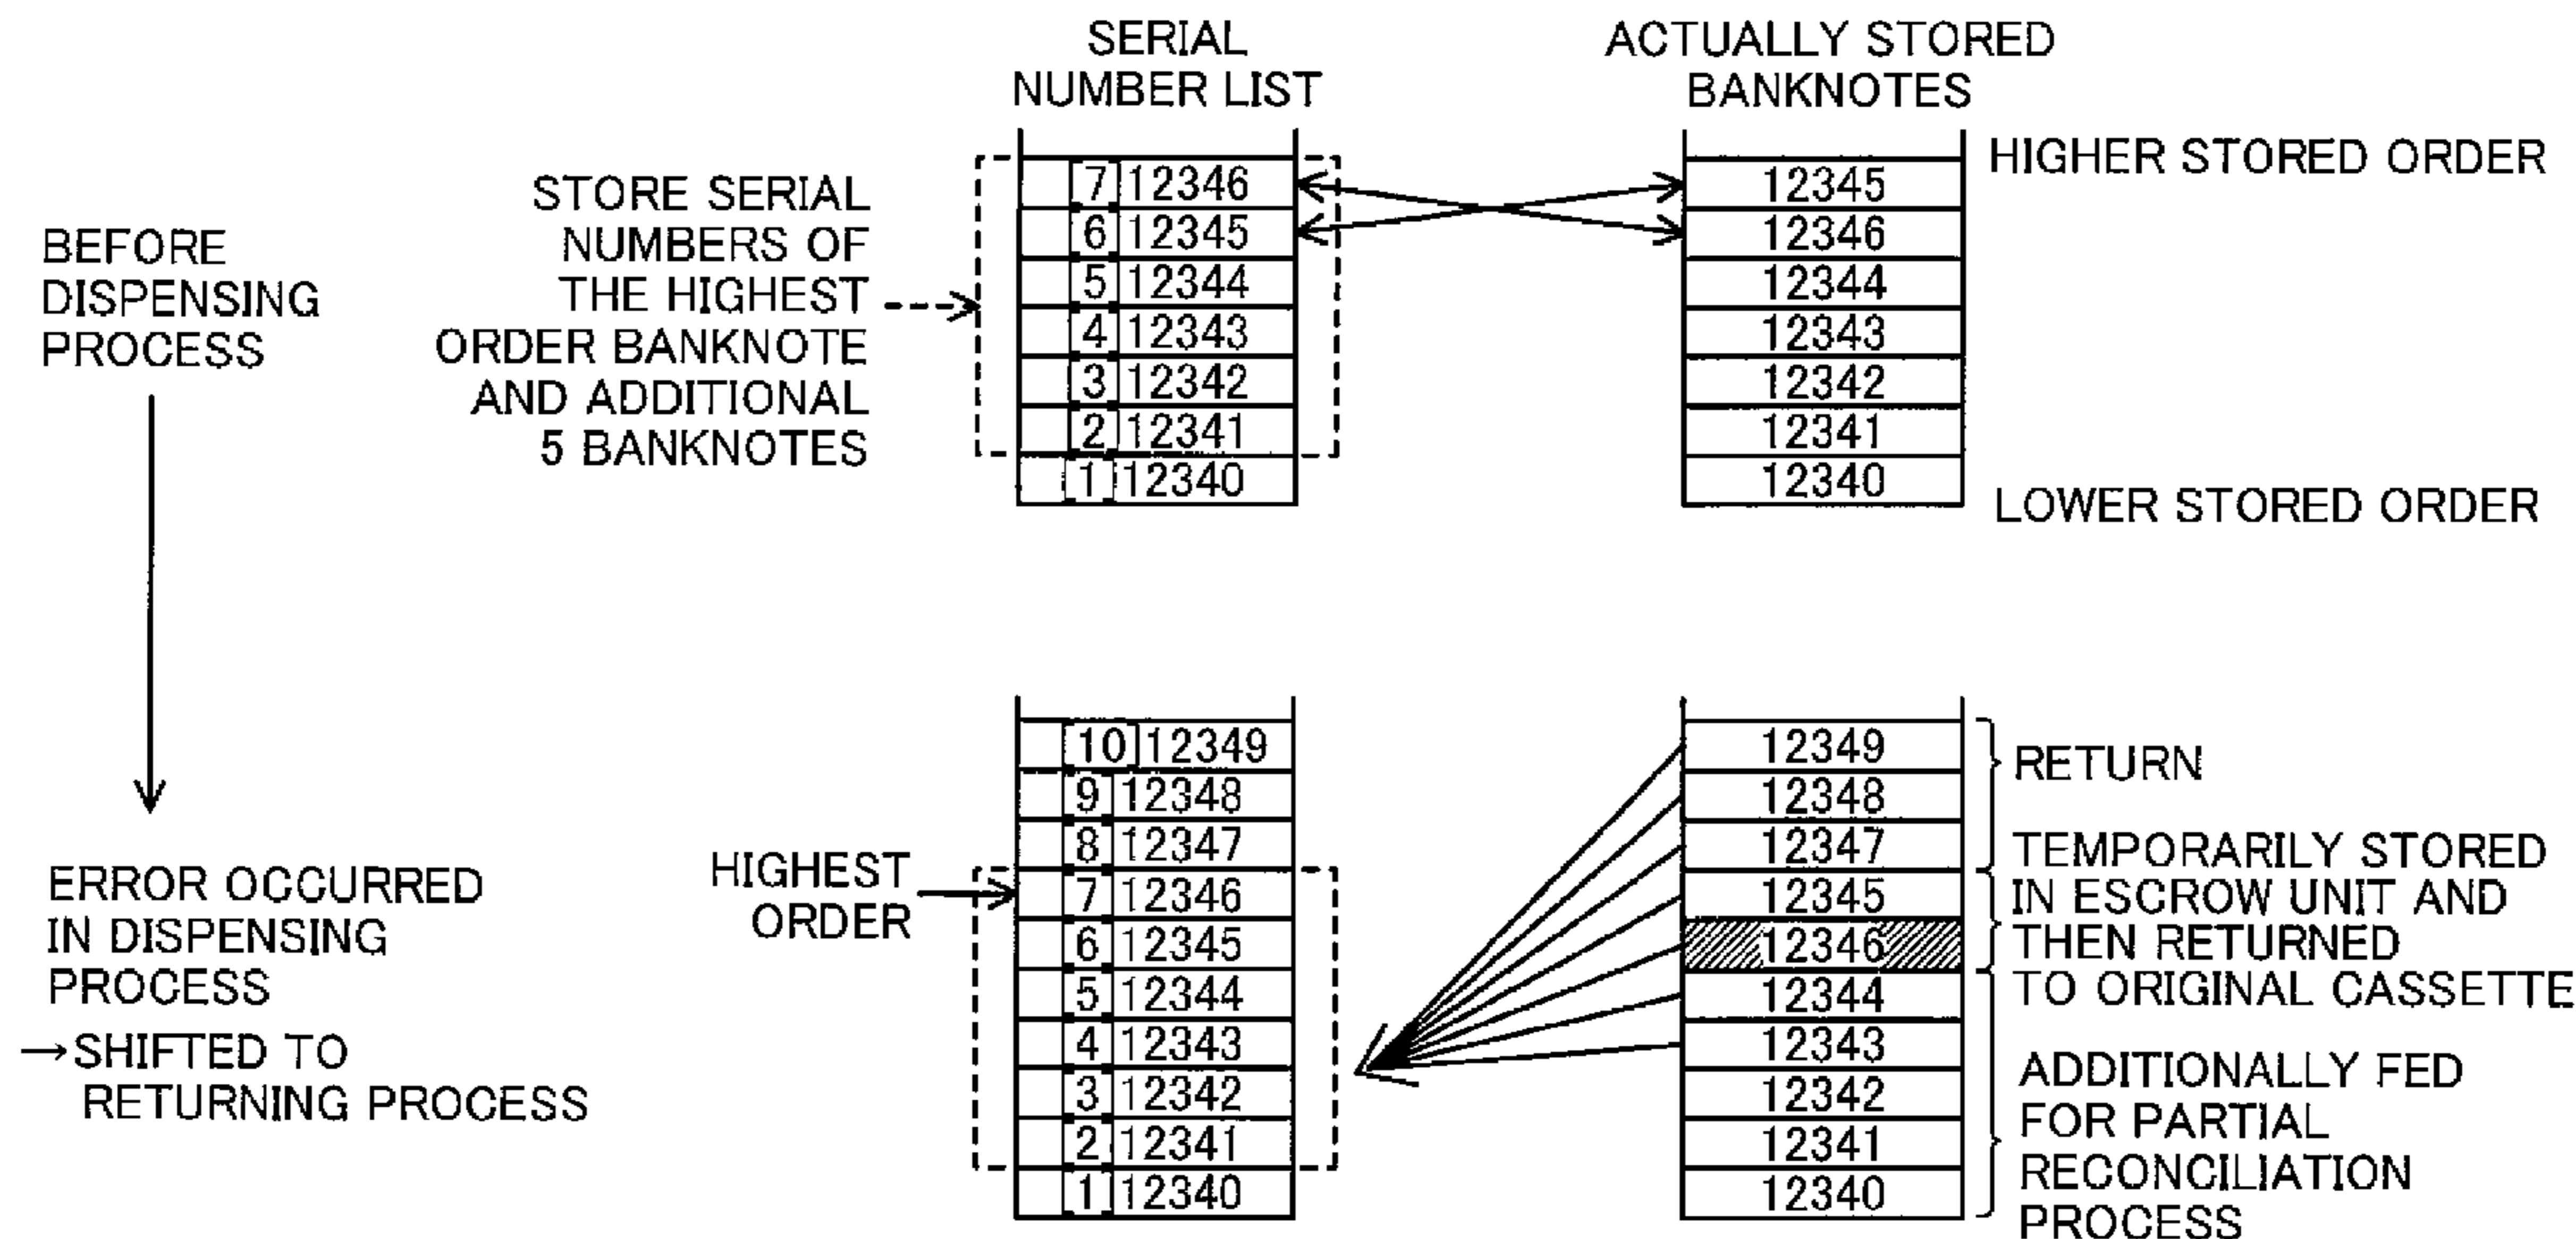 SERIAL
NUMBER LIST
ACTUALLY STORED
BANKNOTES
BEFORE
DISPENSING
PROCESS
STORE SERIAL
NUMBERS OF
THE HIGHEST
ORDER BANKNOTE
AND ADDITIONAL
5 BANKNOTES
7 12346
6 12345
5 12344
4 12343
3 12342
2 12341
1 12340
12345
12346
12344
12343
12342
12341
12340
HIGHER STORED ORDER
LOWER STORED ORDER
ERROR OCCURRED
IN DISPENSING
PROCESS
→SHIFTED TO
RETURNING PROCESS
HIGHEST
ORDER
10 12349
9 12348
8 12347
7 12346
6 12345
5 12344
4 12343
3 12342
2 12341
1 12340
12349
12348
12347
12345
12346
12344
12343
12342
12341
12340
RETURN
TEMPORARILY STORED
IN ESCROW UNIT AND
THEN RETURNED
TO ORIGINAL CASSETTE
ADDITIONALLY FED
FOR PARTIAL
RECONCILIATION
PROCESS